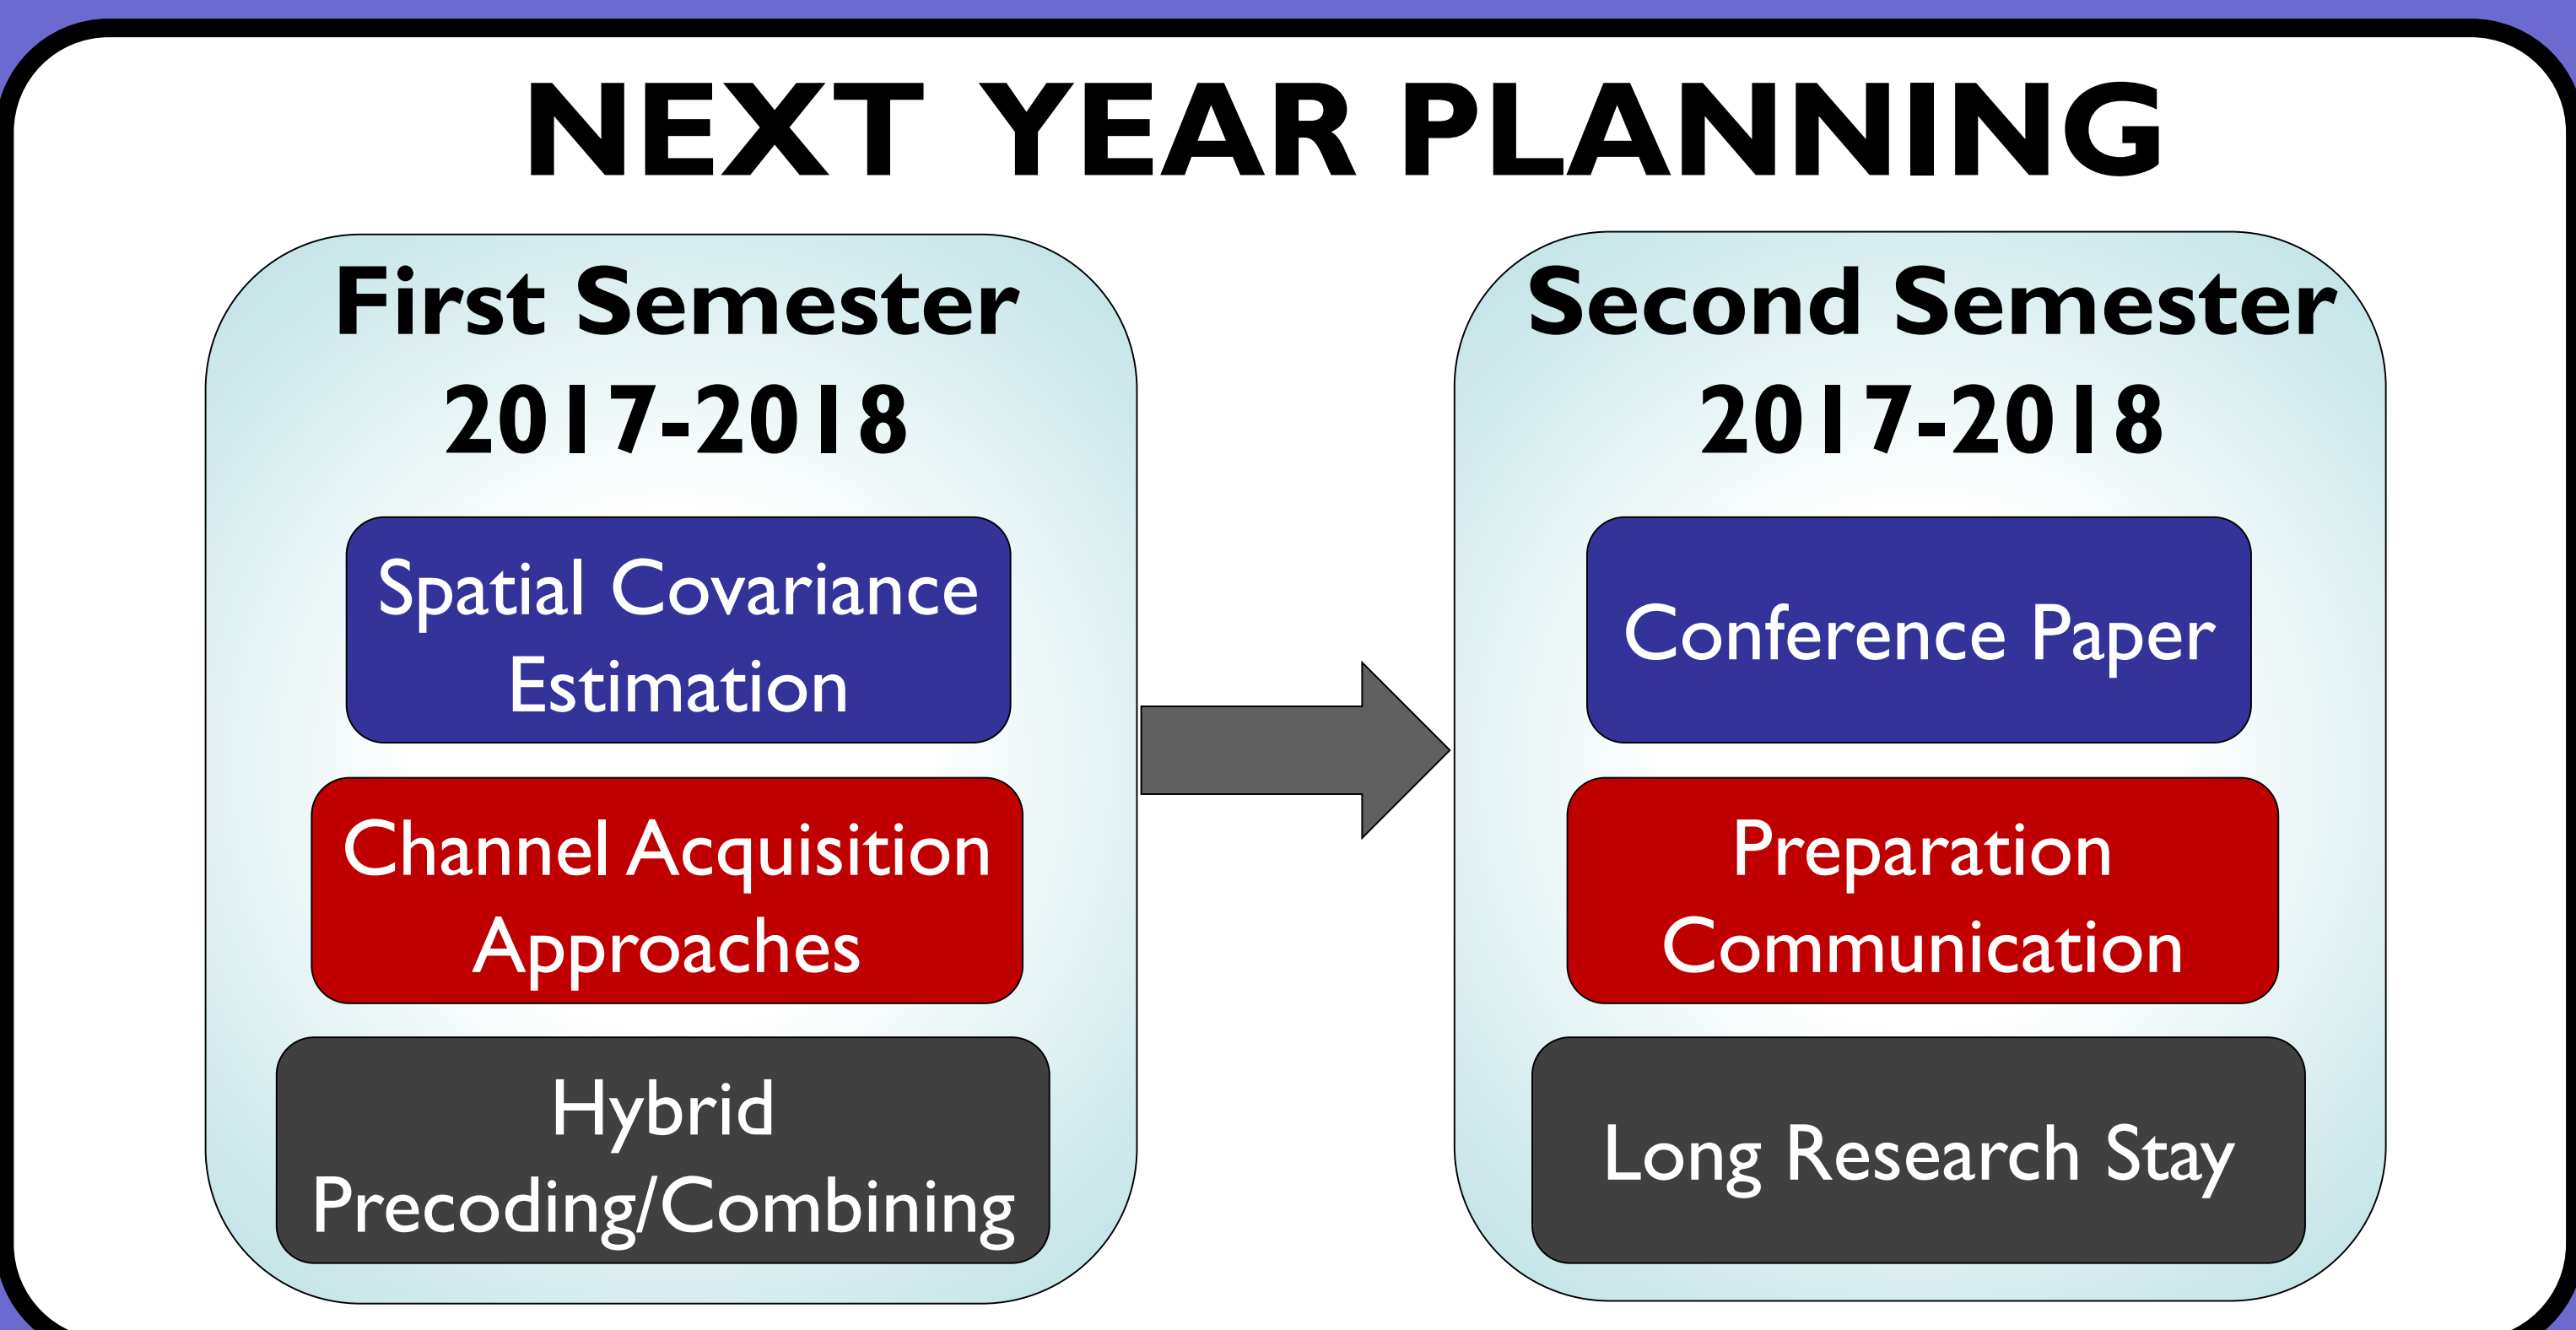 NEXT YEAR PLANNING
First Semester
2017-2018
Spatial Covariance
Estimation
Channel Acquisition
Approaches
Hybrid
Precoding/Combining
Second Semester
2017-2018
Conference Paper
Preparation
Communication
Long Research Stay